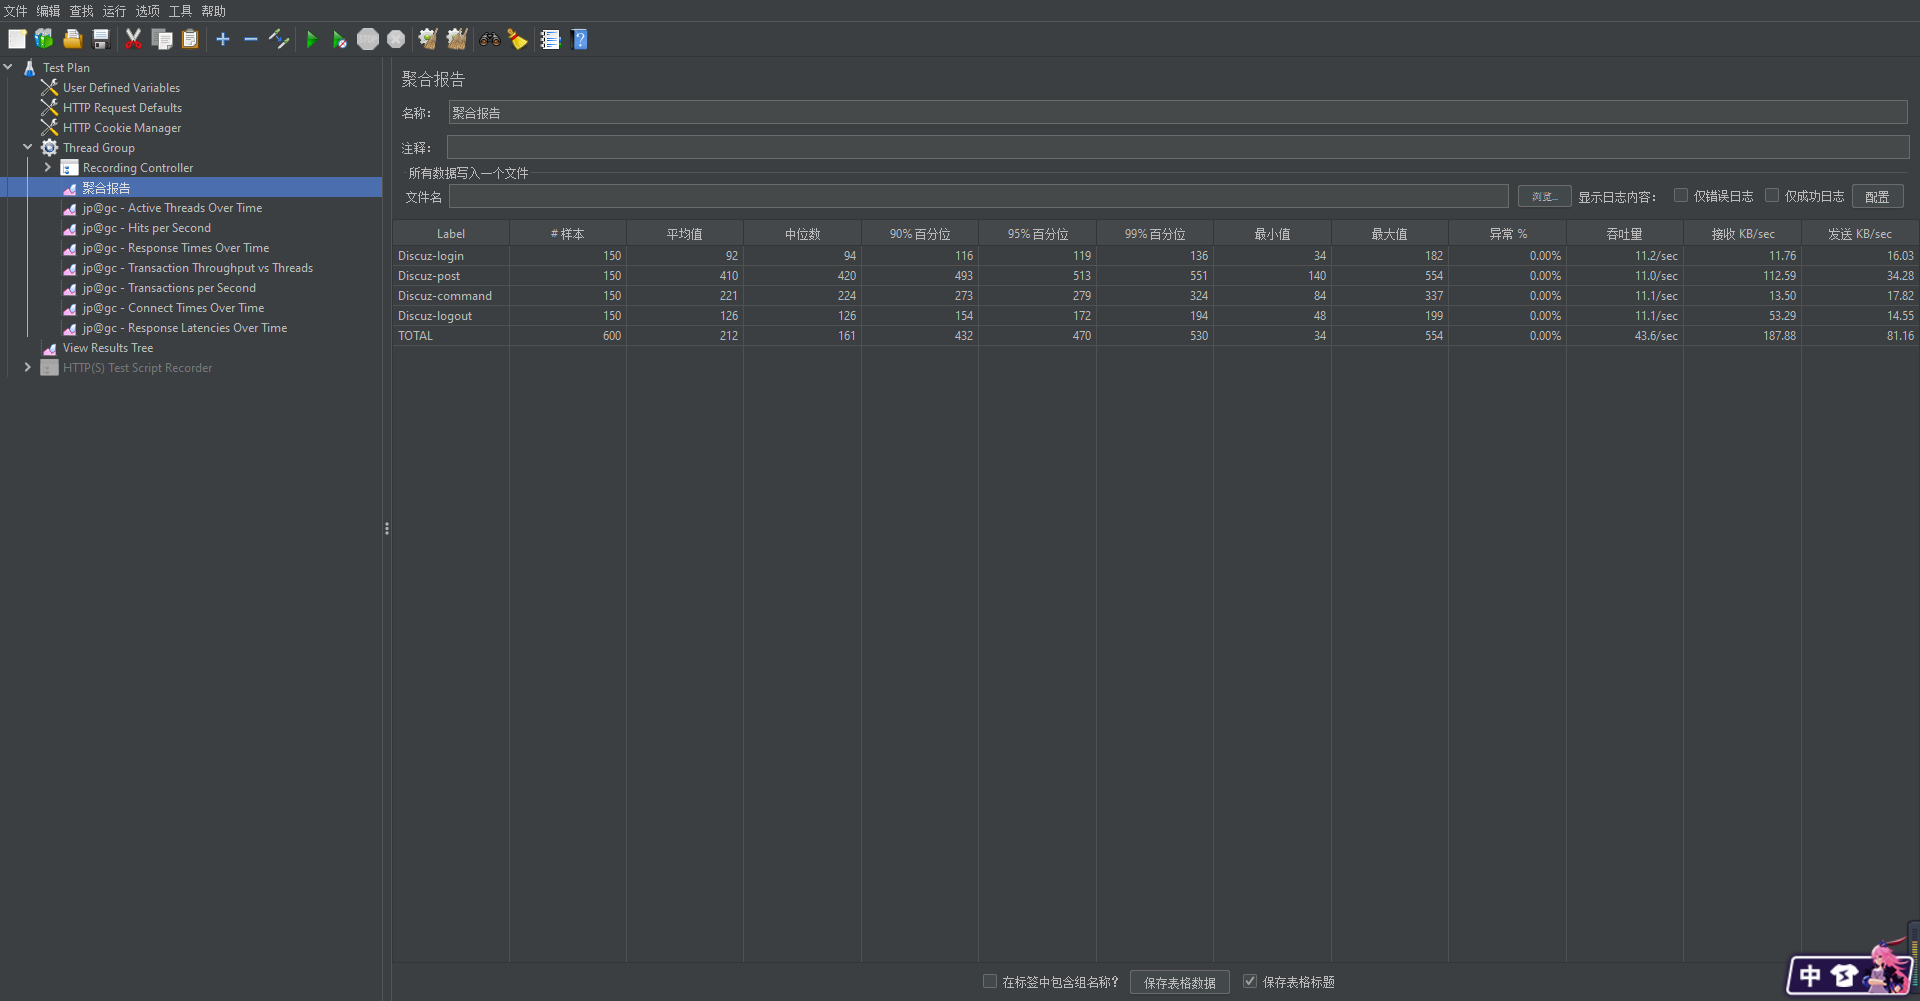 文件 编辑 查找 运行 选项 工具 帮助
Test Plan
User Defined Variables
HTTP Request Defaults
HTTP Cookie Manager
Thread Group
Recording Controller
聚合报告
jp@gc - Active Threads Over Time
jp@gc - Hits per Second
jp@gc - Response Times Over Time
jp@gc - Transaction Throughput vs Threads
jp@gc - Transactions per Second
jp@gc - Connect Times Over Time
jp@gc - Response Latencies Over Time
View Results Tree
HTTP(S) Test Script Recorder
聚合报告
名称： 聚合报告
注释：
所有数据写入一个文件
文件名 浏览... 显示日志内容： 仅错误日志 仅成功日志 配置
Label # 样本 平均值 中位数 90% 百分位 95% 百分位 99% 百分位 最小值 最大值 异常 % 吞吐量 接收 KB/sec 发送 KB/sec
Discuz-login 150 92 94 116 119 136 34 182 0.00% 11.2/sec 11.76 16.03
Discuz-post 150 410 420 493 513 551 140 554 0.00% 11.0/sec 112.59 34.28
Discuz-command 150 221 224 273 279 324 84 337 0.00% 11.1/sec 13.50 17.82
Discuz-logout 150 126 126 154 172 194 48 199 0.00% 11.1/sec 53.29 14.55
TOTAL 600 212 161 432 470 530 34 554 0.00% 43.6/sec 187.88 81.16
在标签中包含组名称? 保存表格数据 保存表格标题
中